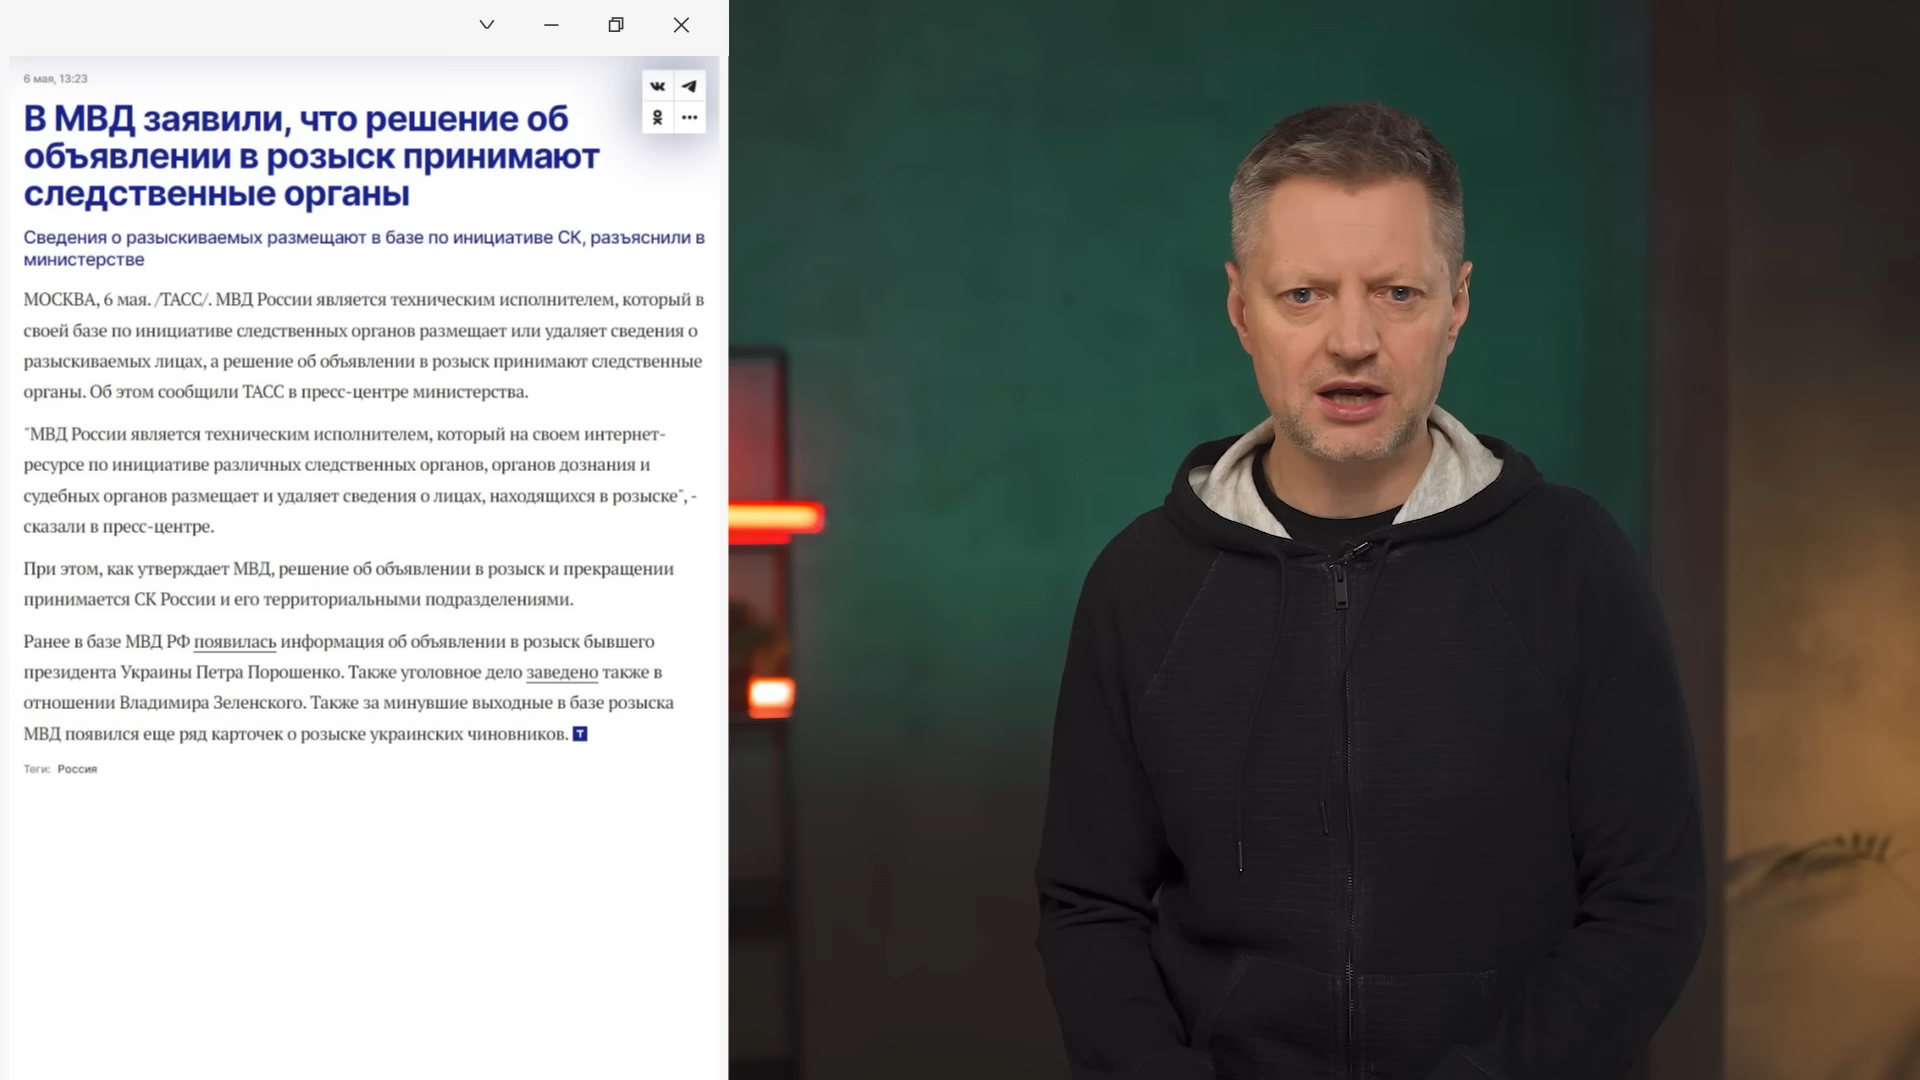 6 мая, 13:23
В МВД заявили, что решение об
объявлении в розыск принимают
следственные органы
Сведения о разыскиваемых размещают в базе по инициативе СК, разъяснили в
министерстве
МОСКВА, 6 мая. /ТАСС/. МВД России является техническим исполнителем, который в
своей базе по инициативе следственных органов размещает или удаляет сведения о
разыскиваемых лицах, а решение об объявлении в розыск принимают следственные
органы. Об этом сообщили ТАСС в пресс-центре министерства.
"МВД России является техническим исполнителем, который на своем интернет-
ресурсе по инициативе различных следственных органов, органов дознания и
судебных органов размещает и удаляет сведения о лицах, находящихся в розыске", -
сказали в пресс-центре.
При этом, как утверждает МВД, решение об объявлении в розыск и прекращении
принимается СК России и его территориальными подразделениями.
Ранее в базе МВД РФ появилась информация об объявлении в розыск бывшего
президента Украины Петра Порошенко. Также уголовное дело заведено также в
отношении Владимира Зеленского. Также за минувшие выходные в базе розыска
МВД появился еще ряд карточек о розыске украинских чиновников. Т
Теги: Россия